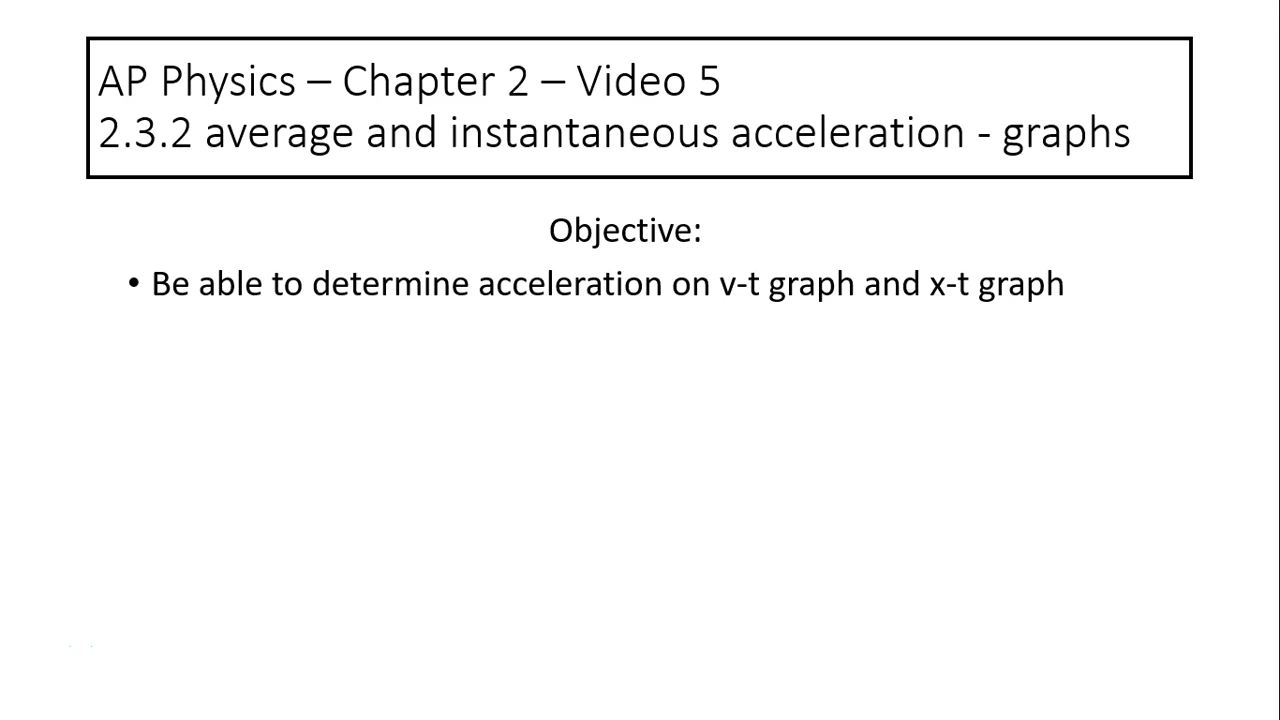 AP Physics – Chapter 2 – Video 5
2.3.2 average and instantaneous acceleration - graphs
Objective:
• Be able to determine acceleration on v-t graph and x-t graph